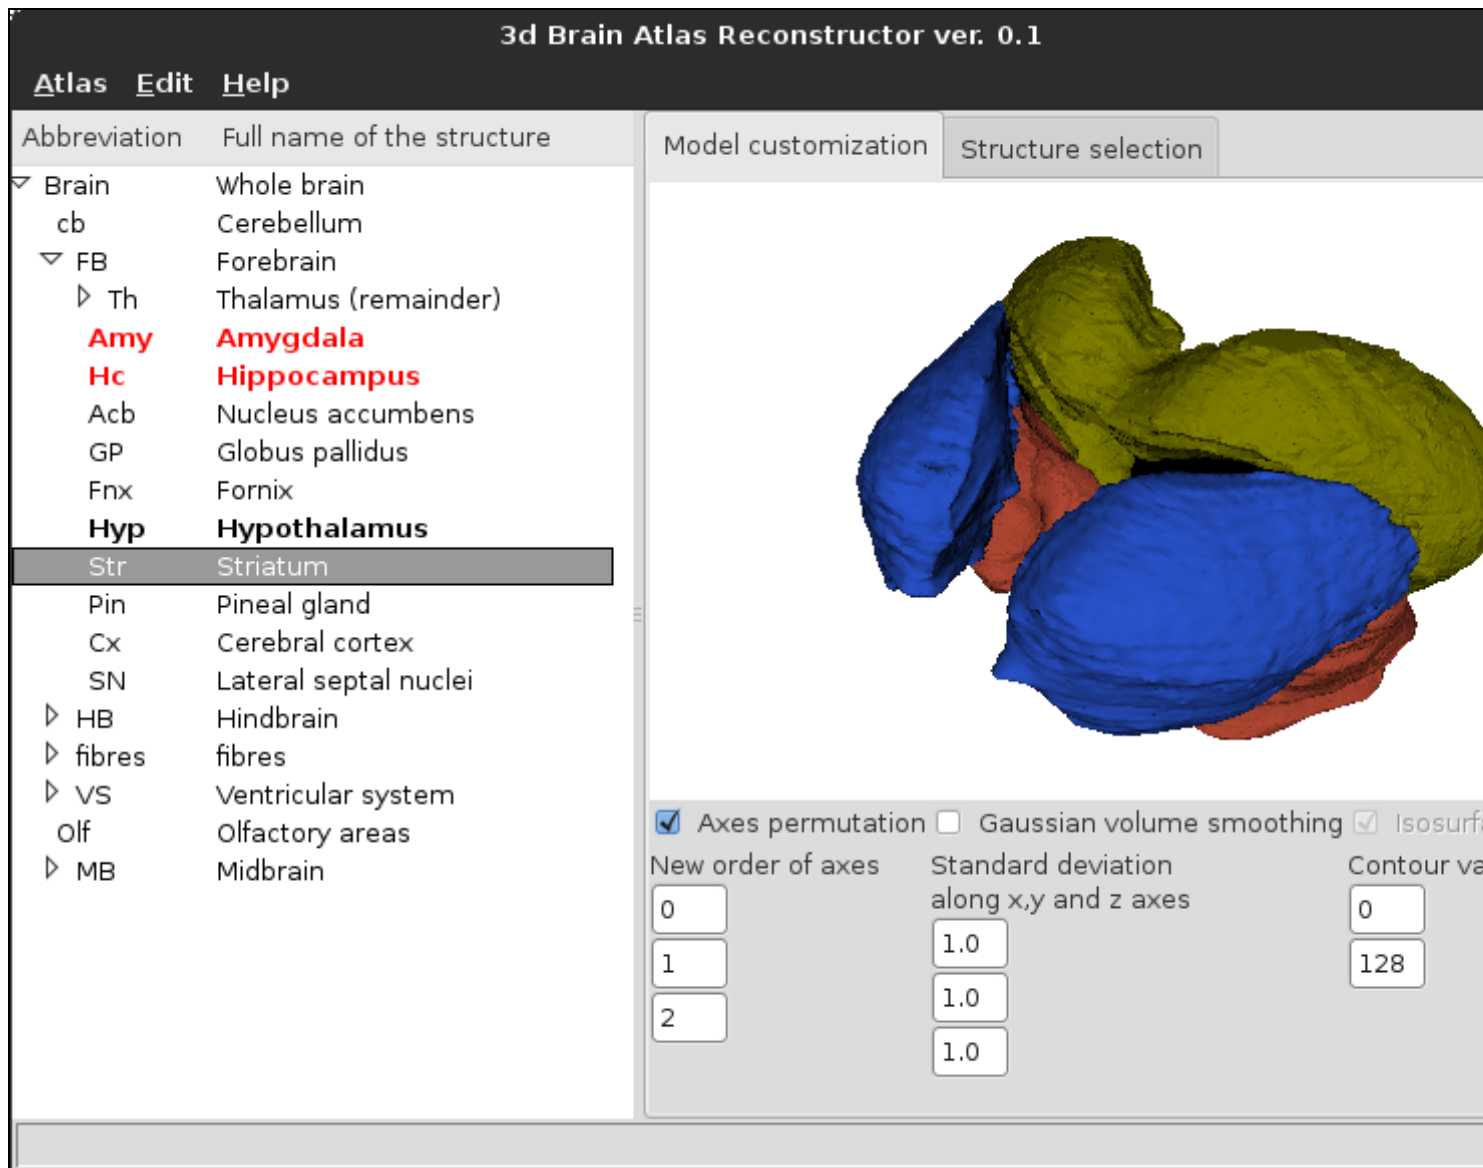 3d Brain Atlas Reconstructor ver. 0.1
Atlas Edit Help
Abbreviation Full name of the structure
Brain Whole brain
cb Cerebellum
FB Forebrain
Th Thalamus (remainder)
Amy Amygdala
Hc Hippocampus
Acb Nucleus accumbens
GP Globus pallidus
Fnx Fornix
Hyp Hypothalamus
Str Striatum
Pin Pineal gland
Cx Cerebral cortex
SN Lateral septal nuclei
HB Hindbrain
fibres fibres
VS Ventricular system
Olf Olfactory areas
MB Midbrain
Model customization Structure selection
Axes permutation Gaussian volume smoothing
New order of axes
0
1
2
Standard deviation
along x,y and z axes
1.0
1.0
1.0
Contour
0
128